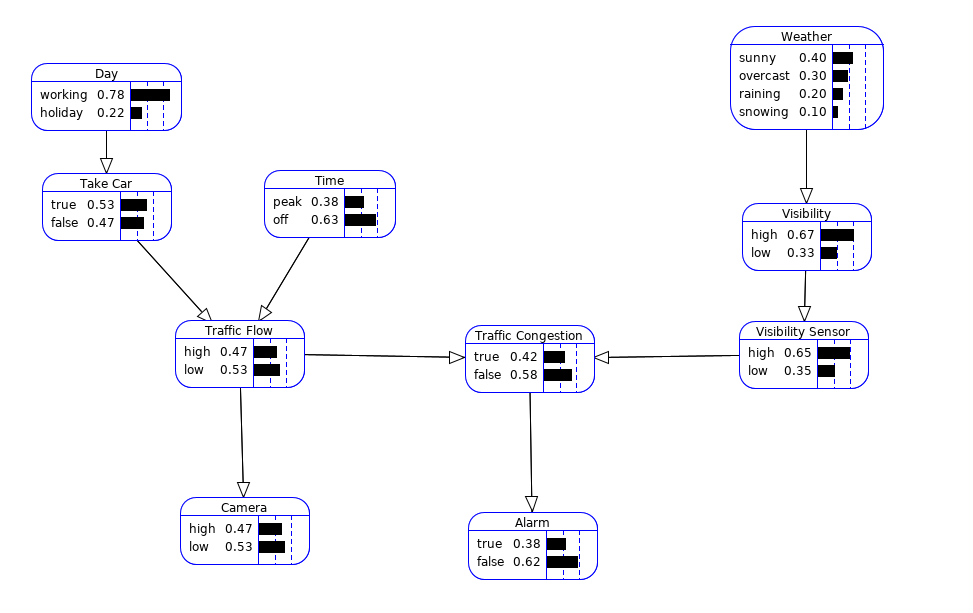 Weather
sunny 0.40
overcast 0.30
raining 0.20
snowing 0.10
Day
working 0.78
holiday 0.22
Take Car
true 0.53
false 0.47
Time
peak 0.38
off 0.63
Visibility
high 0.67
low 0.33
Traffic Flow
high 0.47
low 0.53
Traffic Congestion
true 0.42
false 0.58
Visibility Sensor
high 0.65
low 0.35
Camera
high 0.47
low 0.53
Alarm
true 0.38
false 0.62